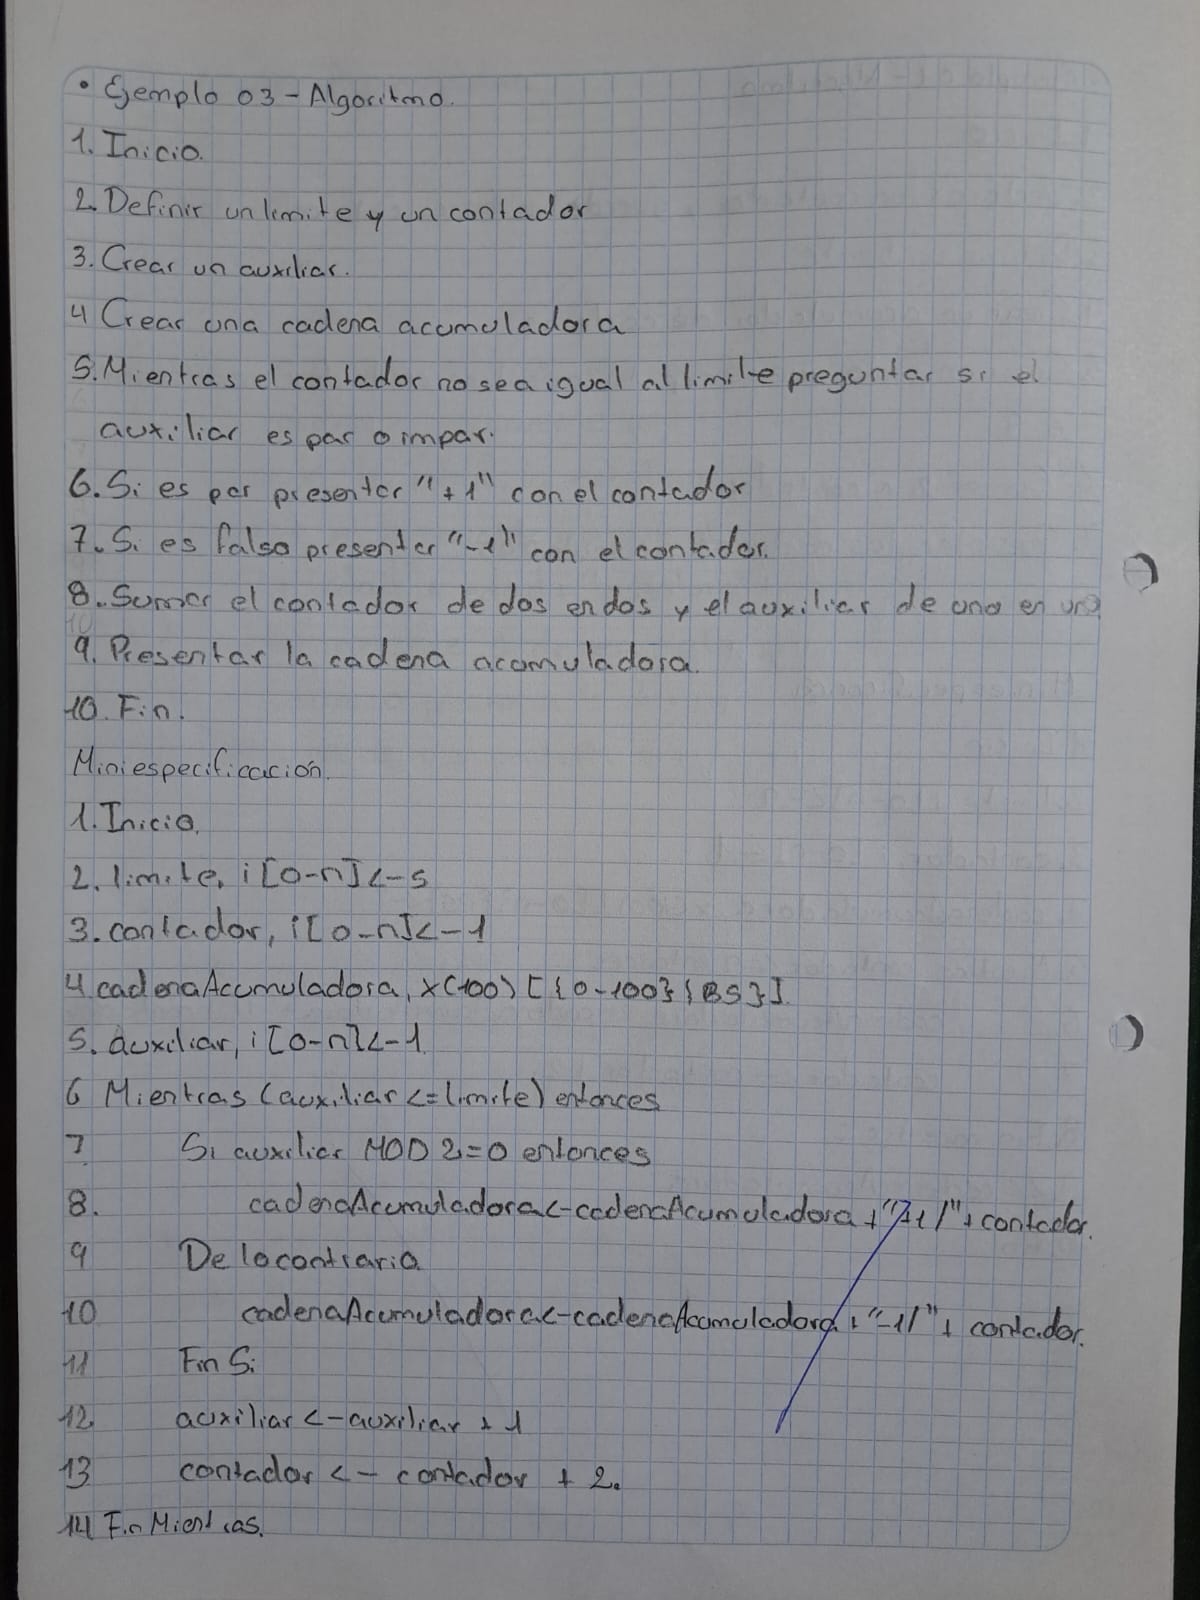 • Ejemplo 03 - Algoritmo.
1. Inicio.
2. Definir un limite y un contador
3. Crear un auxiliar.
4 Crear una cadena acumuladora
5. Mientras el contador no sea igual al limite preguntar si el
auxiliar es par o impar.
6. Si es par presentar "+1" con el contador
7. Si es falso presentar "-1" con el contador.
8. Sumar el contador de dos en dos y el auxiliar de uno en uno
9. Presentar la cadena acumuladora.
10. Fin.
Miniespecificación.
1. Inicio.
2. limite, i [0-n] <- 5
3. contador, i [0-n] <- 1
4. cadenaAcumuladora, x(100) [{0-100}{BS}]
5. auxiliar, i [0-n] <- 1
6 Mientras (auxiliar <= limite) entonces
7. Si auxiliar MOD 2 = 0 entonces
8. cadenaAcumuladora <- cadenaAcumuladora + "+1/" + contador.
9 De lo contrario
10 cadenaAcumuladora <- cadenaAcumuladora + "-1/" + contador.
11 Fin Si
12. auxiliar <- auxiliar + 1
13 contador <- contador + 2.
14 Fin Mientras.